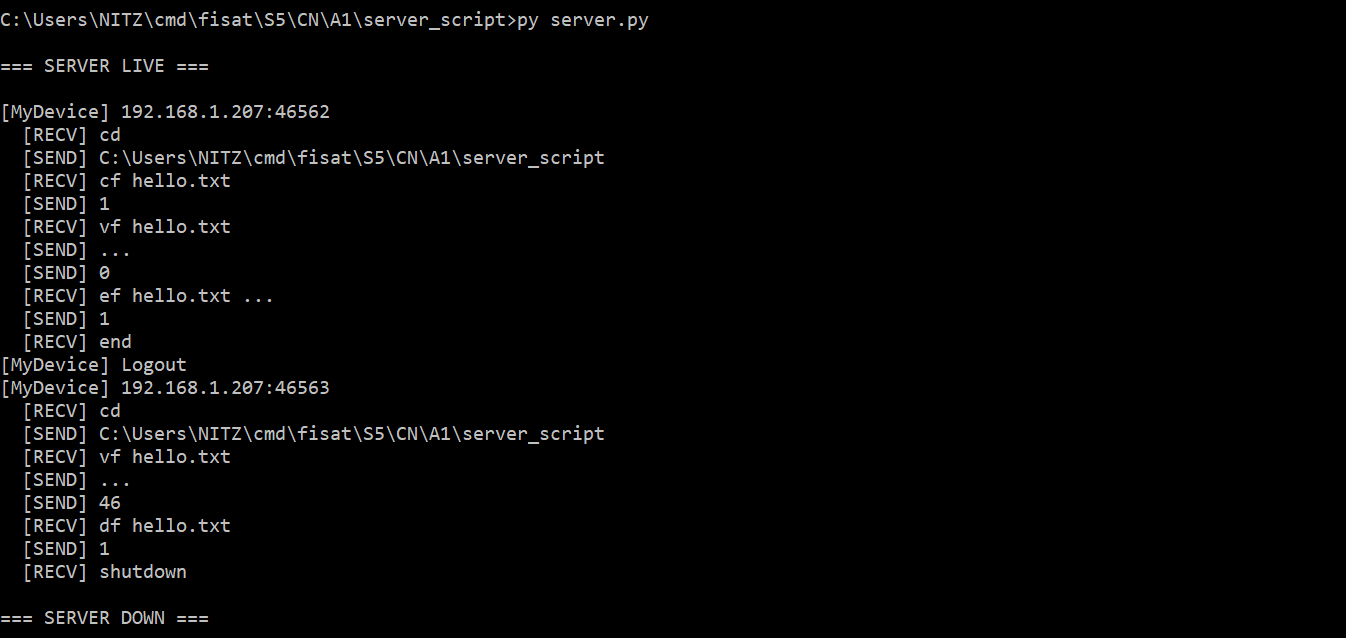 C:\Users\NITZ\cmd\fisat\S5\CN\A1\server_script>py server.py
=== SERVER LIVE ===
[MyDevice] 192.168.1.207:46562
[RECV] cd
[SEND] C:\Users\NITZ\cmd\fisat\S5\CN\A1\server_script
[RECV] cf hello.txt
[SEND] 1
[RECV] vf hello.txt
[SEND] ...
[SEND] 0
[RECV] ef hello.txt ...
[SEND] 1
[RECV] end
[MyDevice] Logout
[MyDevice] 192.168.1.207:46563
[RECV] cd
[SEND] C:\Users\NITZ\cmd\fisat\S5\CN\A1\server_script
[RECV] vf hello.txt
[SEND] ...
[SEND] 46
[RECV] df hello.txt
[SEND] 1
[RECV] shutdown
=== SERVER DOWN ===